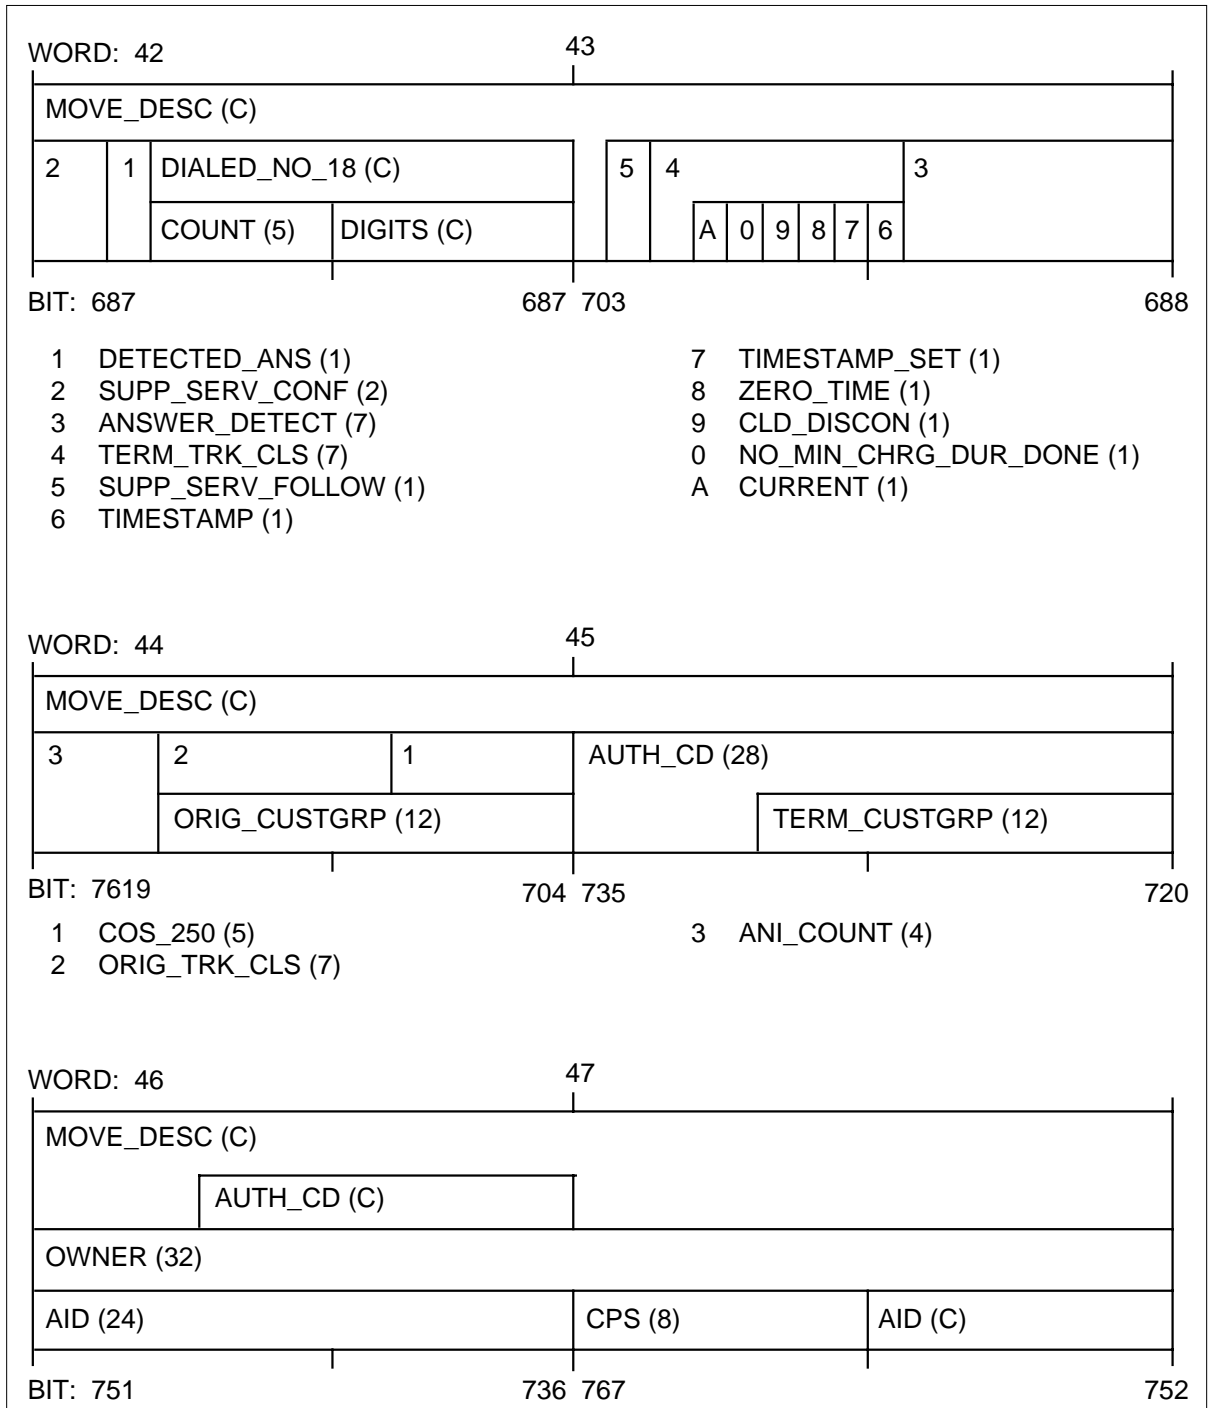 WORD: 42 43
MOVE_DESC (C)
2 1 DIALED_NO_18 (C) 5 4 3
COUNT (5) DIGITS (C) A 0 9 8 7 6
BIT: 687 687 703 688
1 DETECTED_ANS (1) 7 TIMESTAMP_SET (1)
2 SUPP_SERV_CONF (2) 8 ZERO_TIME (1)
3 ANSWER_DETECT (7) 9 CLD_DISCON (1)
4 TERM_TRK_CLS (7) 0 NO_MIN_CHRG_DUR_DONE (1)
5 SUPP_SERV_FOLLOW (1) A CURRENT (1)
6 TIMESTAMP (1)
WORD: 44 45
MOVE_DESC (C)
3 2 1 AUTH_CD (28)
ORIG_CUSTGRP (12) TERM_CUSTGRP (12)
BIT: 7619 704 735 720
1 COS_250 (5) 3 ANI_COUNT (4)
2 ORIG_TRK_CLS (7)
WORD: 46 47
MOVE_DESC (C)
AUTH_CD (C)
OWNER (32)
AID (24) CPS (8) AID (C)
BIT: 751 736 767 752